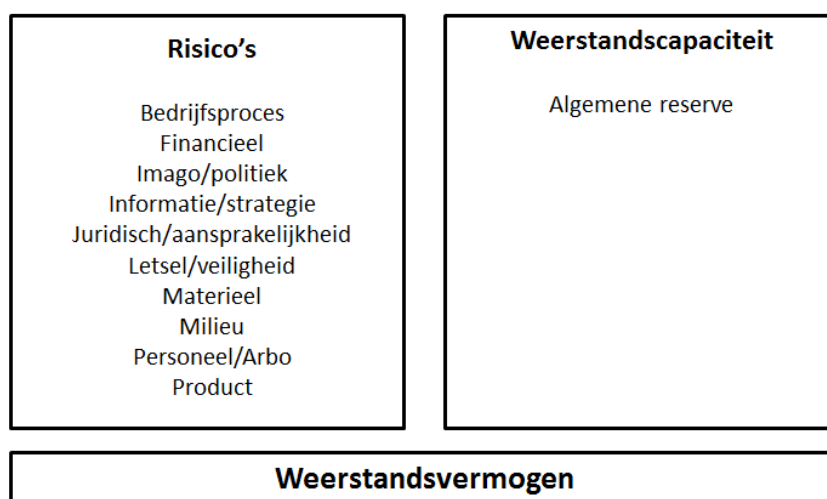 Risico's
Bedrijfsproces
Financieel
Imago/politiek
Informatie/strategie
Juridisch/aansprakelijkheid
Letsel/veiligheid
Materieel
Milieu
Personeel/Arbo
Product
Weerstandscapaciteit
Algemene reserve
Weerstandsvermogen